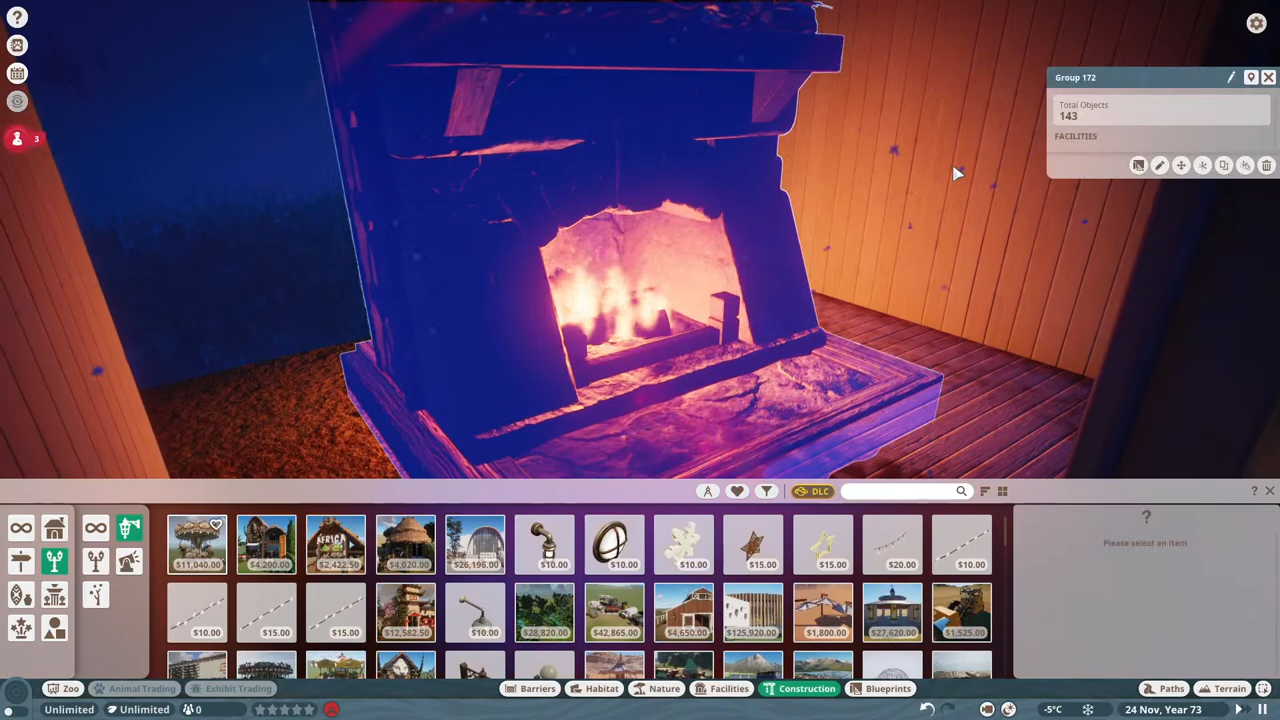 ?
3
Group 172
Total Objects
143
FACILITIES
DLC
?
$11,040.00
$4,200.00
AFRICA
$2,422.50
$4,020.00
$26,196.00
$10.00
$10.00
$10.00
$15.00
$15.00
$20.00
$10.00
?
Please select an item
$10.00
$15.00
$15.00
$12,582.50
$10.00
$28,820.00
$42,865.00
$4,650.00
$125,920.00
$1,800.00
$27,620.00
$1,525.00
Zoo
Animal Trading
Exhibit Trading
Barriers
Habitat
Nature
Facilities
Construction
Blueprints
Paths
Terrain
Unlimited
Unlimited
0
-5°C
24 Nov, Year 73